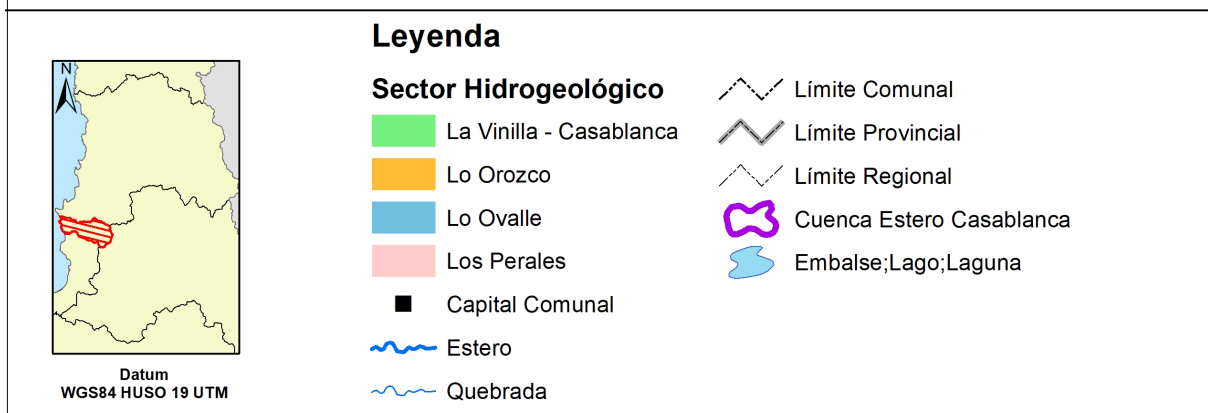 N
Datum
WGS84 HUSO 19 UTM
Leyenda
Sector Hidrogeológico
La Vinilla - Casablanca
Lo Orozco
Lo Ovalle
Los Perales
Capital Comunal
Estero
Quebrada
Límite Comunal
Límite Provincial
Límite Regional
Cuenca Estero Casablanca
Embalse;Lago;Laguna